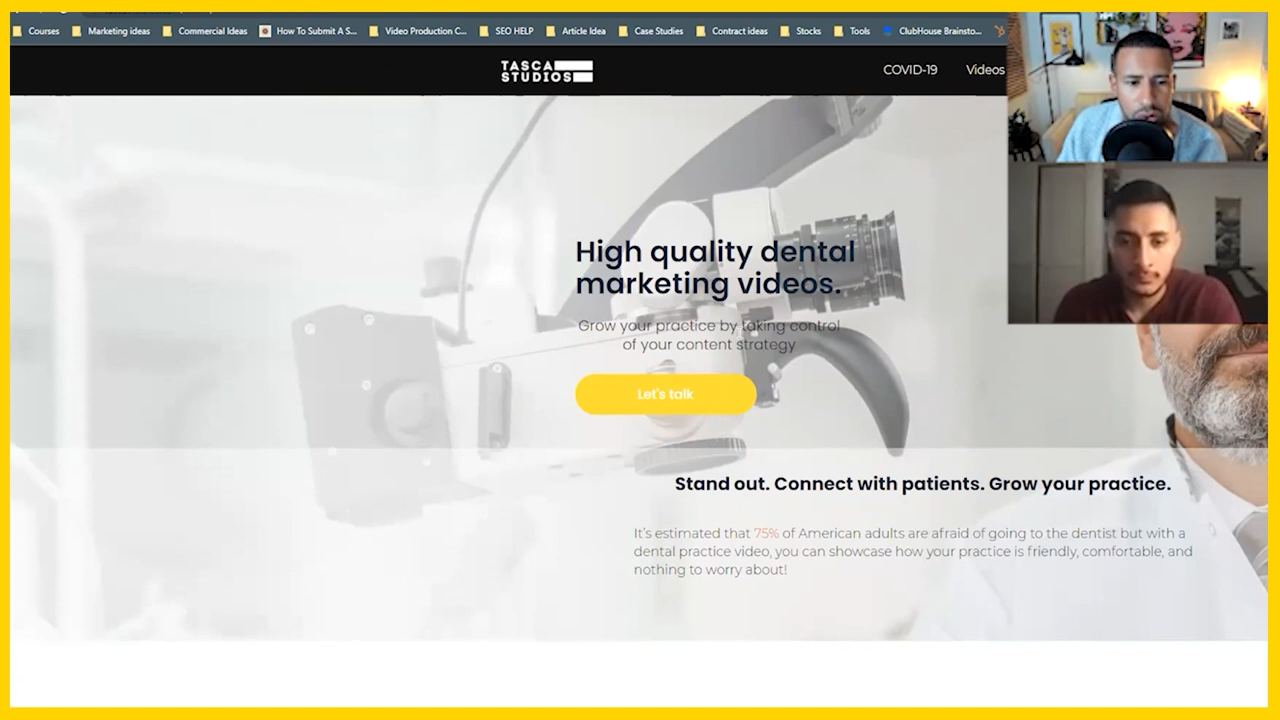 Courses
Marketing ideas
Commercial Ideas
How To Submit A S...
Video Production C...
SEO HELP
Article Idea
Case Studies
Contract ideas
Stocks
Tools
ClubHouse Brainsto...
TASCA
STUDIOS
COVID-19
Videos
High quality dental
marketing videos.
Grow your practice by taking control
of your content strategy
Let's talk
Stand out. Connect with patients. Grow your practice.
It's estimated that 75% of American adults are afraid of going to the dentist but with a
dental practice video, you can showcase how your practice is friendly, comfortable, and
nothing to worry about!